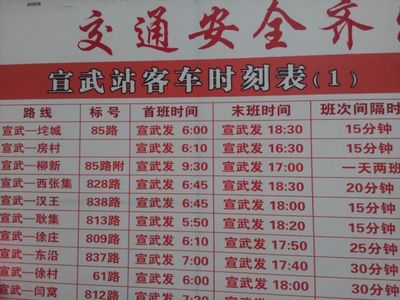 交通安全齐
宣武站客车时刻表(1)
路线 标号 首班时间 末班时间 班次间隔时
宣武—垞城 85路 宣武发 6:00 宣武发 18:30 15分钟
宣武—房村 宣武发 6:10 宣武发 16:30 15分钟
宣武—柳新 85路附 宣武发 9:30 宣武发 17:00 一天两班
宣武—西张集 828路 宣武发 6:45 宣武发 18:30 20分钟
宣武—汉王 838路 宣武发 6:45 宣武发 18:00 15分钟
宣武—耿集 813路 宣武发 5:50 宣武发 18:20 15分钟
宣武—徐庄 809路 宣武发 6:10 宣武发 17:50 25分钟
宣武—东沿 837路 宣武发 7:00 宣武发 17:40 30分钟
宣武—徐村 61路 宣武发 6:00 宣武发 18:00 30分钟
宣武—闫窝 812路 宣武发